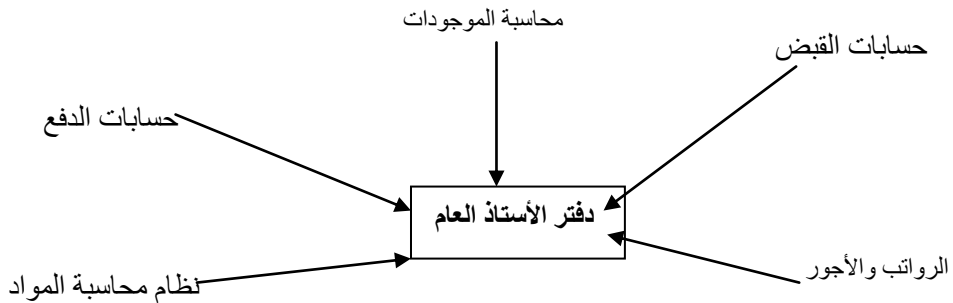 محاسبة الموجودات
حسابات القبض
حسابات الدفع
دفتر الأستاذ العام
الرواتب والأجور
نظام محاسبة المواد